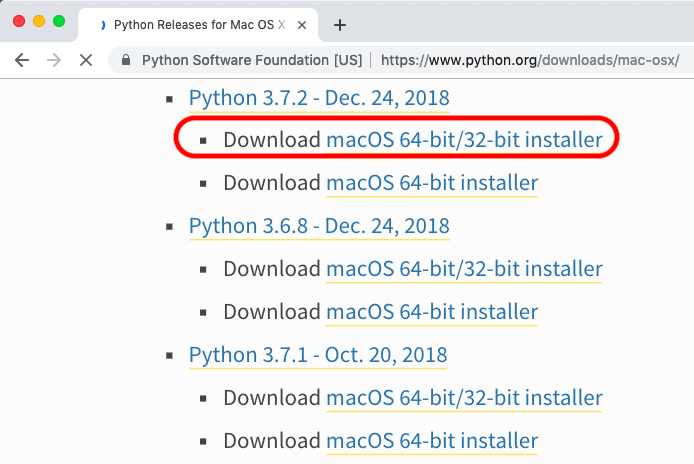 Python Releases for Mac OS X
Python Software Foundation [US] https://www.python.org/downloads/mac-osx/
Python 3.7.2 - Dec. 24, 2018
Download macOS 64-bit/32-bit installer
Download macOS 64-bit installer
Python 3.6.8 - Dec. 24, 2018
Download macOS 64-bit/32-bit installer
Download macOS 64-bit installer
Python 3.7.1 - Oct. 20, 2018
Download macOS 64-bit/32-bit installer
Download macOS 64-bit installer